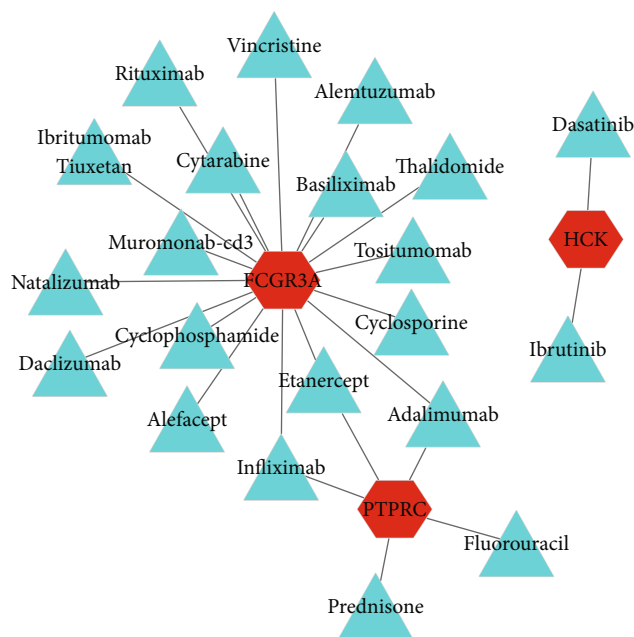 Vincristine
Rituximab
Alemtuzumab
Dasatinib
Ibritumomab
Tiuxetan
Cytarabine
Thalidomide
Basiliximab
Muromonab-cd3
Tositumomab
HCK
FCGR3A
Natalizumab
Cyclosporine
Cyclophosphamide
Ibrutinib
Daclizumab
Etanercept
Adalimumab
Alefacept
Infliximab
PTPRC
Fluorouracil
Prednisone